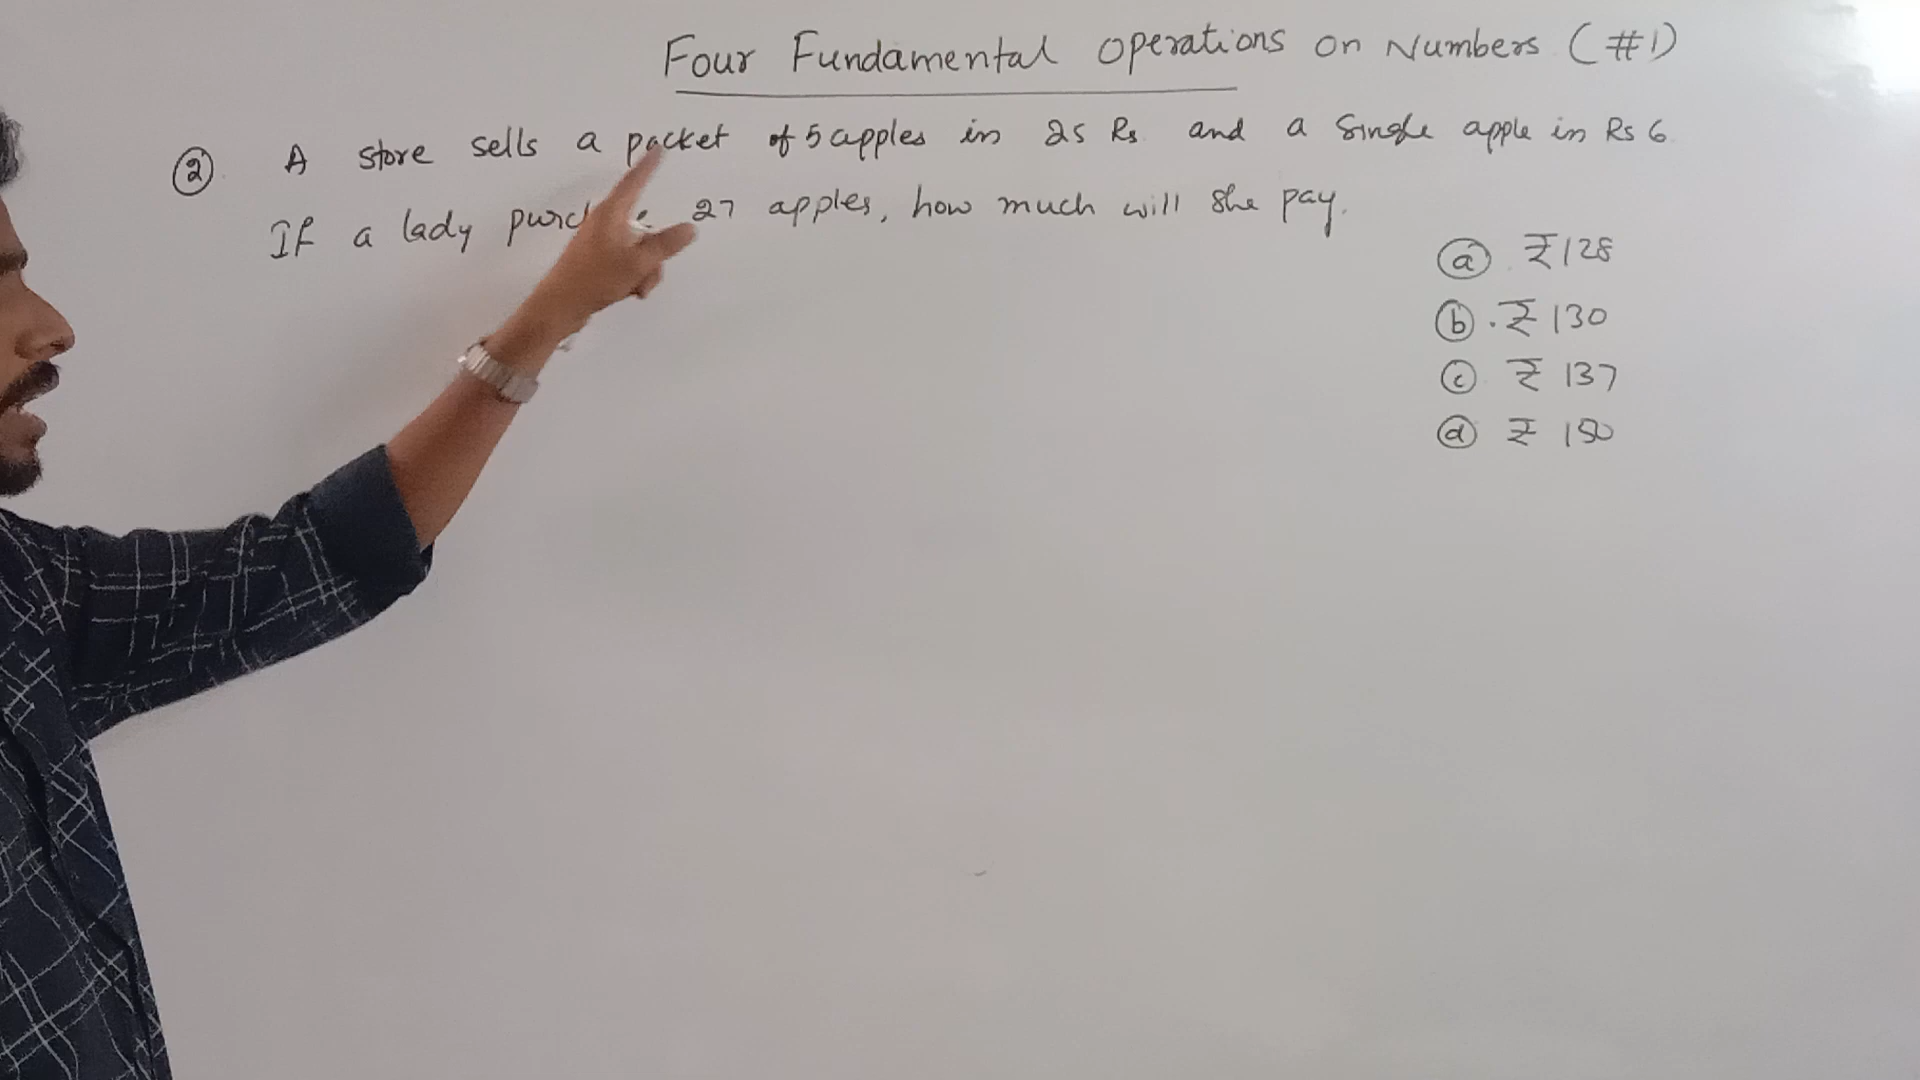 Four Fundamental Operations on Numbers (#1)
② A store sells a packet of 5 apples in 25 Rs. and a Single apple in Rs 6.
If a lady 27 apples, how much will she pay.
ⓐ ₹128
ⓑ. ₹ 130
ⓒ ₹ 137
ⓓ ₹ 150